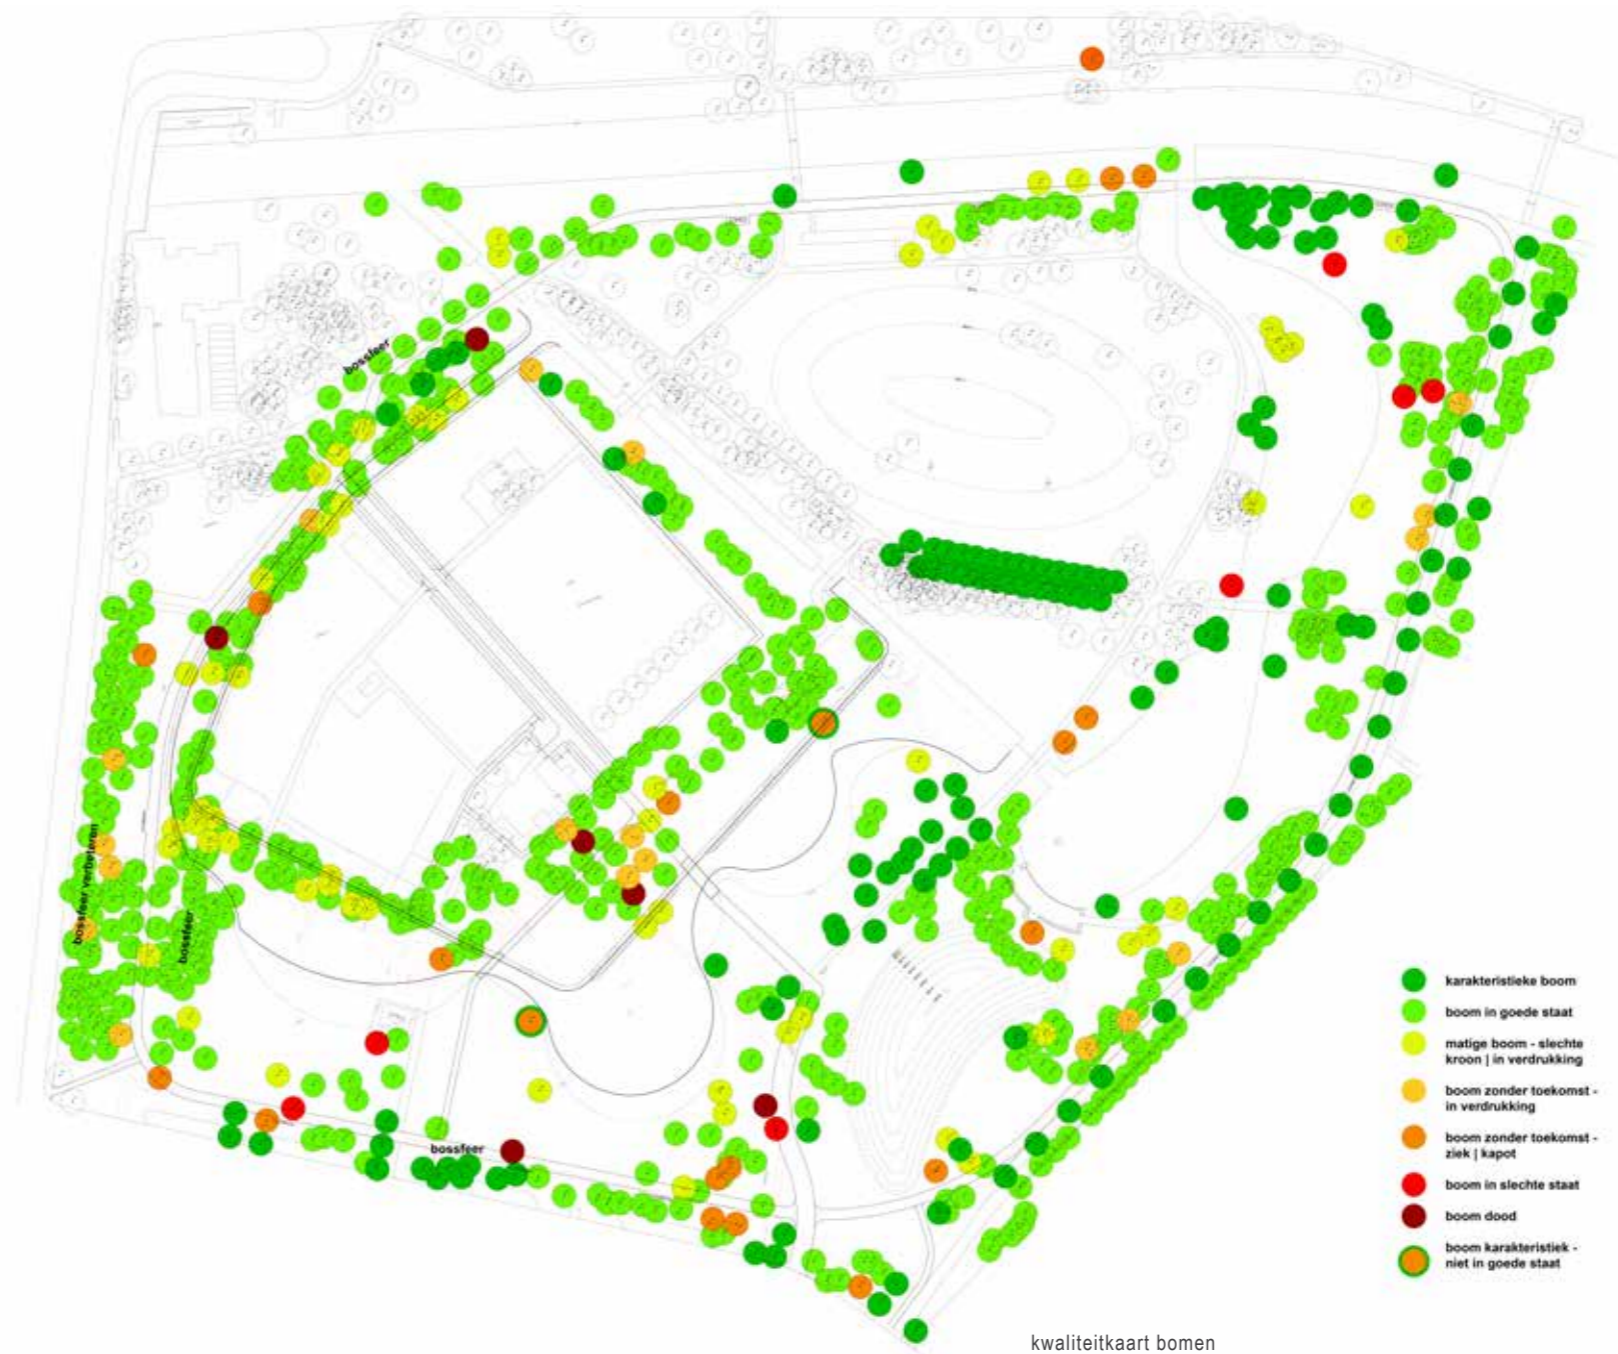 bossfeer
bossfeer verbeteren
bossfeer
bossfeer
karakteristieke boom
boom in goede staat
matige boom - slechte
kroon | in verdrukking
boom zonder toekomst -
in verdrukking
boom zonder toekomst -
ziek | kapot
boom in slechte staat
boom dood
boom karakteristiek -
niet in goede staat
kwaliteitkaart bomen